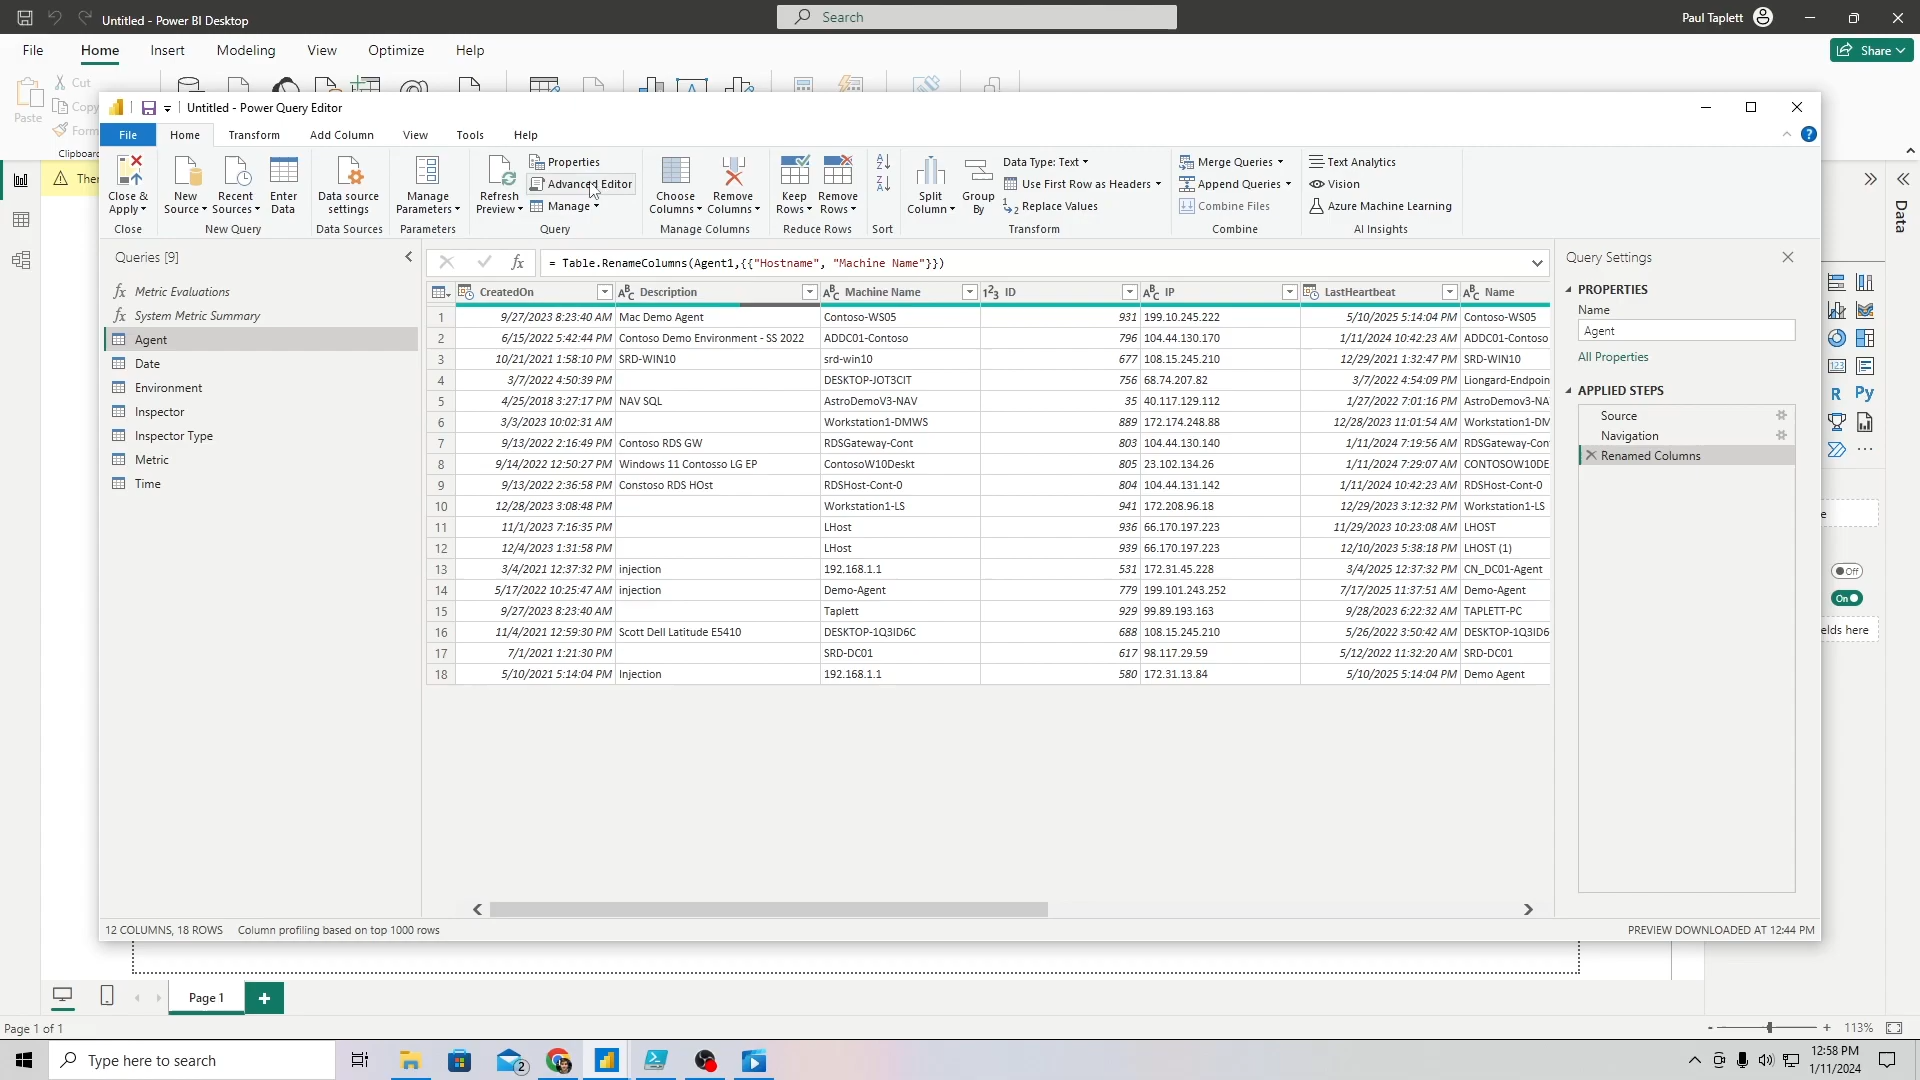 Untitled - Power BI Desktop
Search
Paul Taplett
File
Home
Insert
Modeling
View
Optimize
Help
Share
Paste
Cut
Copy
Form
Clipboard
Ther
Untitled - Power Query Editor
File
Home
Transform
Add Column
View
Tools
Help
Close & Apply
Close
New Source
Recent Sources
Enter Data
New Query
Data source settings
Data Sources
Manage Parameters
Parameters
Refresh Preview
Properties
Advanced Editor
Manage
Query
Choose Columns
Remove Columns
Manage Columns
Keep Rows
Remove Rows
Reduce Rows
Sort
Split Column
Group By
Data Type: Text
Use First Row as Headers
Replace Values
Transform
Merge Queries
Append Queries
Combine Files
Combine
Text Analytics
Vision
Azure Machine Learning
AI Insights
Data
Queries [9]
Metric Evaluations
System Metric Summary
Agent
Date
Environment
Inspector
Inspector Type
Metric
Time
= Table.RenameColumns(Agent1,{{"Hostname", "Machine Name"}})
CreatedOn Description Machine Name ID IP LastHeartbeat Name
1 9/27/2023 8:23:40 AM Mac Demo Agent Contoso-WS05 931 199.10.245.222 5/10/2025 5:14:04 PM Contoso-WS05
2 6/15/2022 5:42:44 PM Contoso Demo Environment - SS 2022 ADDC01-Contoso 796 104.44.130.170 1/11/2024 10:42:23 AM ADDC01-Contoso
3 10/21/2021 1:58:10 PM SRD-WIN10 srd-win10 677 108.15.245.210 12/29/2021 1:32:47 PM SRD-WIN10
4 3/7/2022 4:50:39 PM DESKTOP-JOT3CIT 756 68.74.207.82 3/7/2022 4:54:09 PM Liongard-Endpoin
5 4/25/2018 3:27:17 PM NAV SQL AstroDemoV3-NAV 35 40.117.129.112 1/27/2022 7:01:16 PM AstroDemov3-NA
6 3/3/2023 10:02:31 AM Workstation1-DMWS 889 172.174.248.88 12/28/2023 11:01:54 AM Workstation1-DM
7 9/13/2022 2:16:49 PM Contoso RDS GW RDSGateway-Cont 803 104.44.130.140 1/11/2024 7:19:56 AM RDSGateway-Con
8 9/14/2022 12:50:27 PM Windows 11 Contosso LG EP ContosoW10Deskt 805 23.102.134.26 1/11/2024 7:29:07 AM CONTOSOW10DE
9 9/13/2022 2:36:58 PM Constoso RDS HOst RDSHost-Cont-0 804 104.44.131.142 1/11/2024 10:42:23 AM RDSHost-Cont-0
10 12/28/2023 3:08:48 PM Workstation1-LS 941 172.208.96.18 12/29/2023 3:12:32 PM Workstation1-LS
11 11/1/2023 7:16:35 PM LHost 936 66.170.197.223 11/29/2023 10:23:08 AM LHOST
12 12/4/2023 1:31:58 PM LHost 939 66.170.197.223 12/10/2023 5:38:18 PM LHOST (1)
13 3/4/2021 12:37:32 PM injection 192.168.1.1 531 172.31.45.228 3/4/2025 12:37:32 PM CN_DC01-Agent
14 5/17/2022 10:25:47 AM injection Demo-Agent 779 199.101.243.252 7/17/2025 11:37:51 AM Demo-Agent
15 9/27/2023 8:23:40 AM Taplett 929 99.89.193.163 9/28/2023 6:22:32 AM TAPLETT-PC
16 11/4/2021 12:59:30 PM Scott Dell Latitude E5410 DESKTOP-1Q3ID6C 688 108.15.245.210 5/26/2022 3:50:42 AM DESKTOP-1Q3ID6
17 7/1/2021 1:21:30 PM SRD-DC01 617 98.117.29.59 5/12/2022 11:32:20 AM SRD-DC01
18 5/10/2021 5:14:04 PM Injection 192.168.1.1 580 172.31.13.84 5/10/2025 5:14:04 PM Demo Agent
Query Settings
PROPERTIES
Name
Agent
All Properties
APPLIED STEPS
Source
Navigation
Renamed Columns
R
Py
e
Off
On
elds here
12 COLUMNS, 18 ROWS
Column profiling based on top 1000 rows
PREVIEW DOWNLOADED AT 12:44 PM
Page 1
Page 1 of 1
113%
Type here to search
2
12:58 PM
1/11/2024